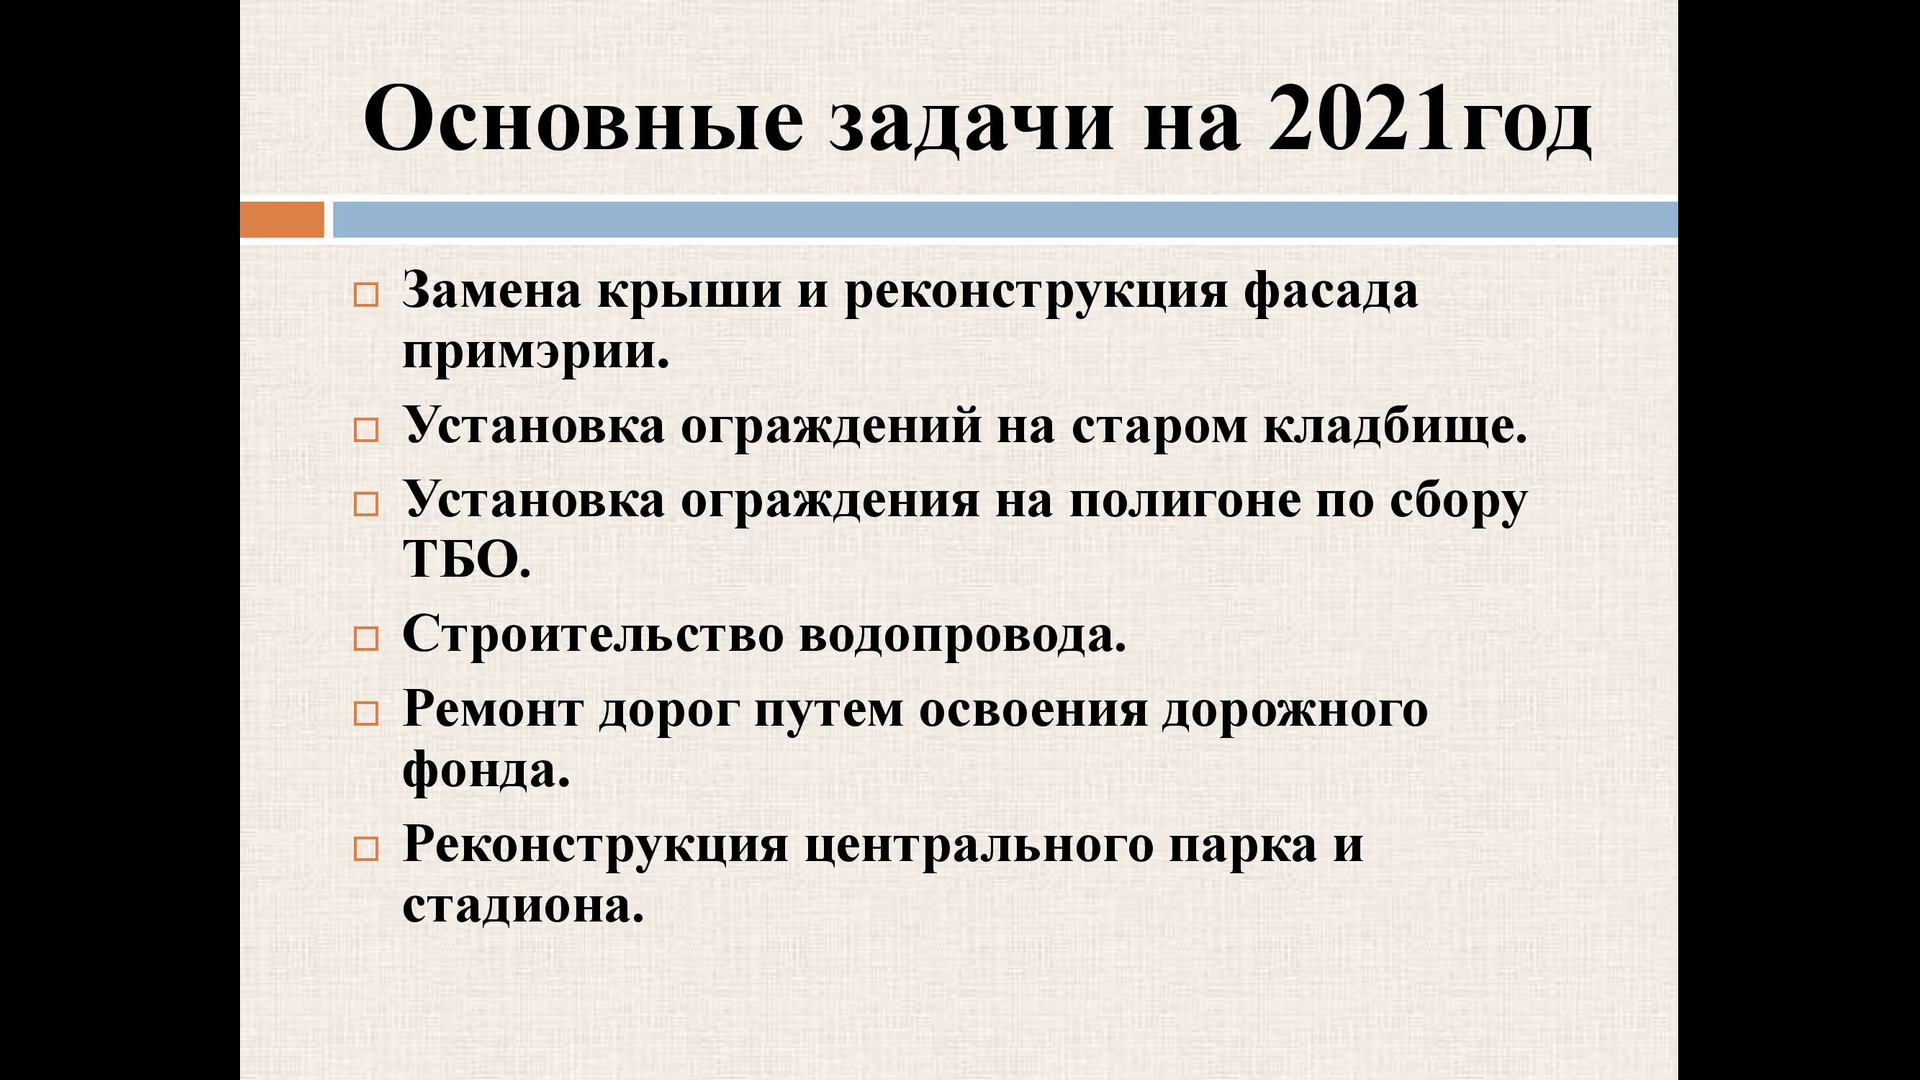 Основные задачи на 2021год
Замена крыши и реконструкция фасада
примэрии.
Установка ограждений на старом кладбище.
Установка ограждения на полигоне по сбору
ТБО.
Строительство водопровода.
Ремонт дорог путем освоения дорожного
фонда.
Реконструкция центрального парка и
стадиона.